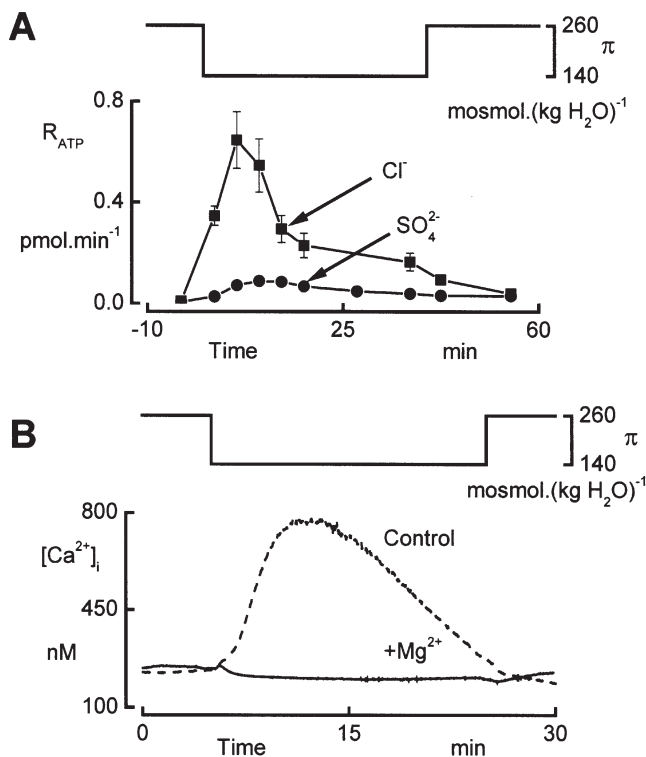 A
260
π
140
mosmol.(kg H₂O)⁻¹
0.8
R_ATP
Cl⁻
0.4
SO₄²⁻
pmol.min⁻¹
0.0
-10 25 60
Time min
B
260
π
140
mosmol.(kg H₂O)⁻¹
800
[Ca²⁺]ᵢ
Control
450
+Mg²⁺
nM
100
0 15 30
Time min